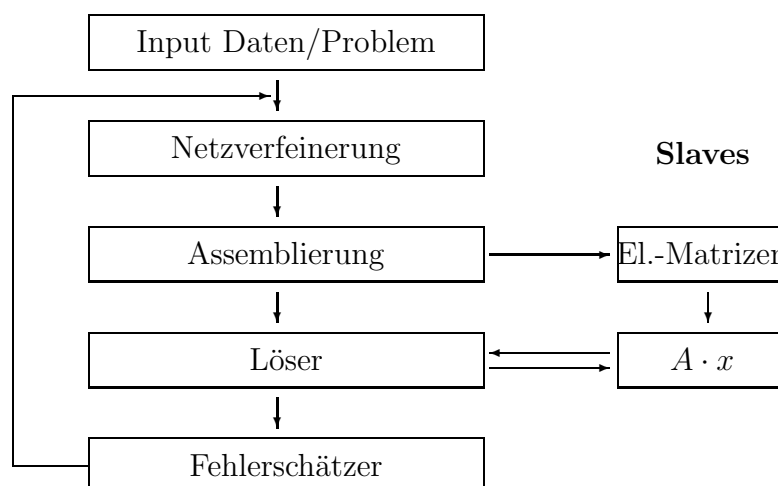 Input Daten/Problem
Netzverfeinerung
Slaves
Assemblierung
El.-Matrizen
Löser
A · x
Fehlerschätzer